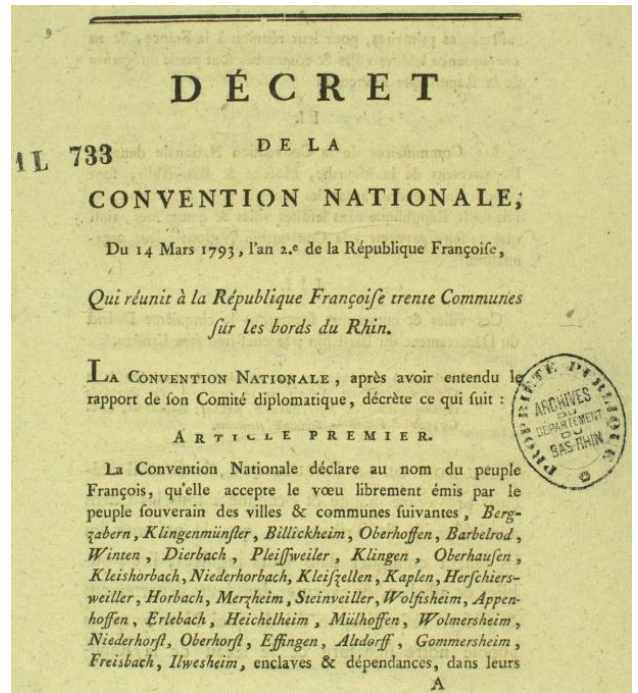 DÉCRET
DE LA
CONVENTION NATIONALE,
Du 14 Mars 1793, l'an 2.e de la République Françoiſe,
Qui réunit à la République Françoiſe trente Communes
ſur les bords du Rhin.
1L 733
LA CONVENTION NATIONALE, après avoir entendu le
rapport de ſon Comité diplomatique, décrète ce qui ſuit :
ARTICLE PREMIER.
La Convention Nationale déclare au nom du peuple
François, qu'elle accepte le vœu librement émis par le
peuple ſouverain des villes & communes ſuivantes, Berg-
zabern, Klingenmünſter, Billickheim, Oberhoffen, Barbelrod,
Winten, Dierbach, Pleiſſweiler, Klingen, Oberhauſen,
Kleishorbach, Niederhorbach, Kleiſzellen, Kaplen, Herſchiers-
weiller, Horbach, Merzheim, Steinveiller, Wolfisheim, Appen-
hoffen, Erlebach, Heichelheim, Mülhoffen, Wolmersheim,
Niederhorſt, Oberhorſt, Effingen, Altdorff, Gommersheim,
Freisbach, Ilwesheim, enclaves & dépendances, dans leurs
A
PROPRIÉTÉ PUBLIQUE
ARCHIVES
DU
DÉPARTEMENT
DU
BAS-RHIN